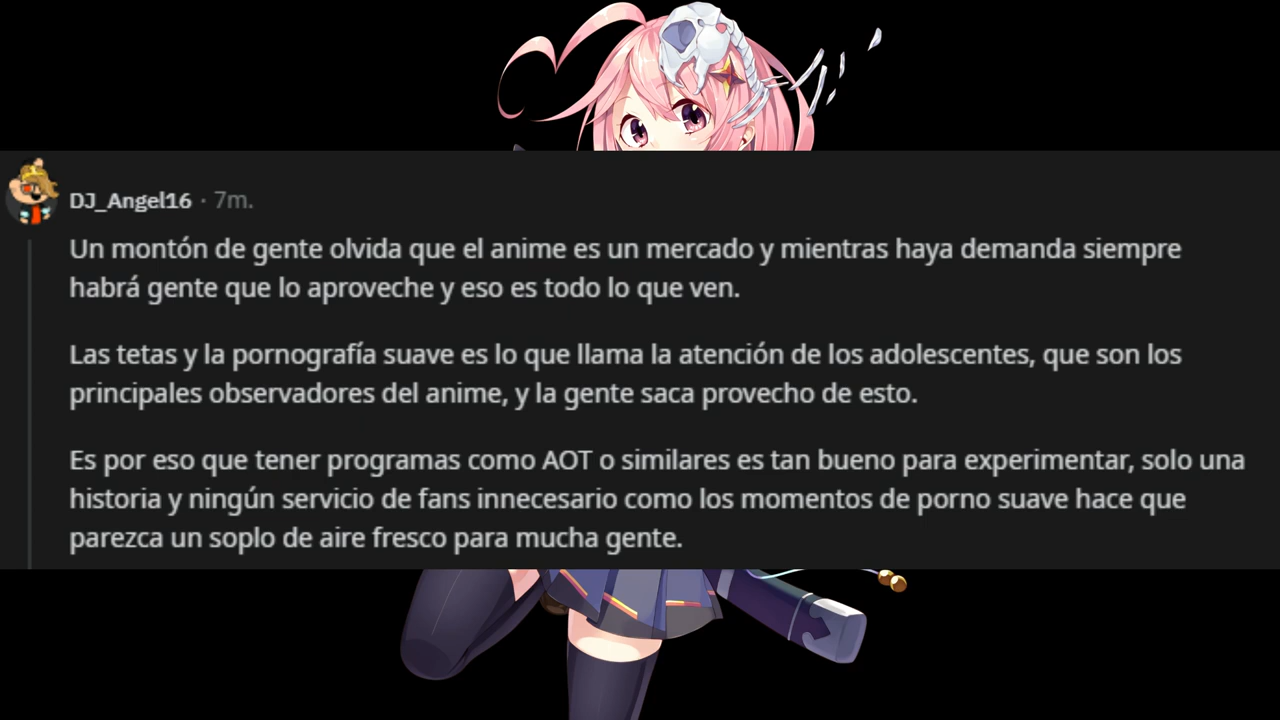 DJ_Angel16 · 7m.
Un montón de gente olvida que el anime es un mercado y mientras haya demanda siempre
habrá gente que lo aproveche y eso es todo lo que ven.
Las tetas y la pornografía suave es lo que llama la atención de los adolescentes, que son los
principales observadores del anime, y la gente saca provecho de esto.
Es por eso que tener programas como AOT o similares es tan bueno para experimentar, solo una
historia y ningún servicio de fans innecesario como los momentos de porno suave hace que
parezca un soplo de aire fresco para mucha gente.